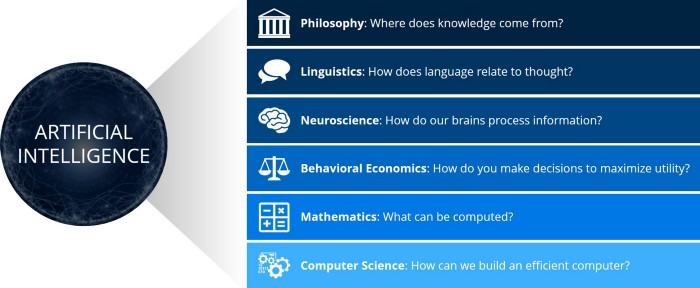 ARTIFICIAL
INTELLIGENCE
Philosophy: Where does knowledge come from?
Linguistics: How does language relate to thought?
Neuroscience: How do our brains process information?
Behavioral Economics: How do you make decisions to maximize utility?
Mathematics: What can be computed?
Computer Science: How can we build an efficient computer?